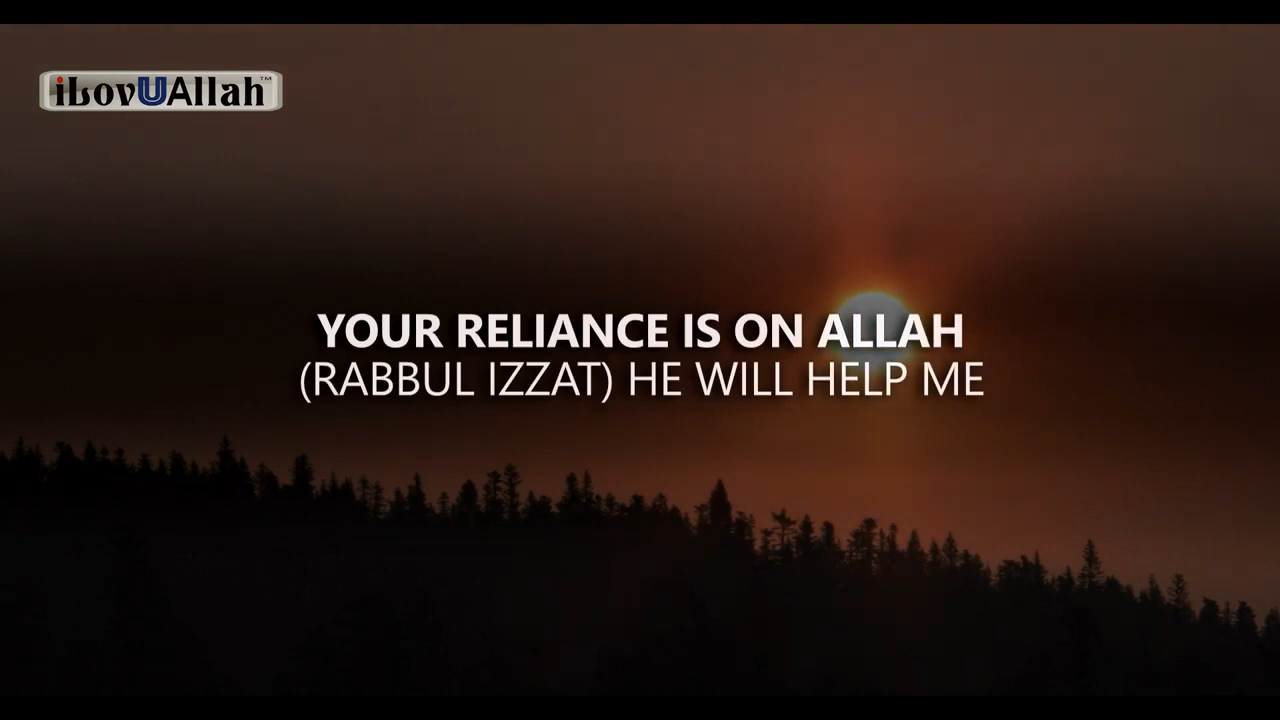 iLovUAllah™
YOUR RELIANCE IS ON ALLAH
(RABBUL IZZAT) HE WILL HELP ME